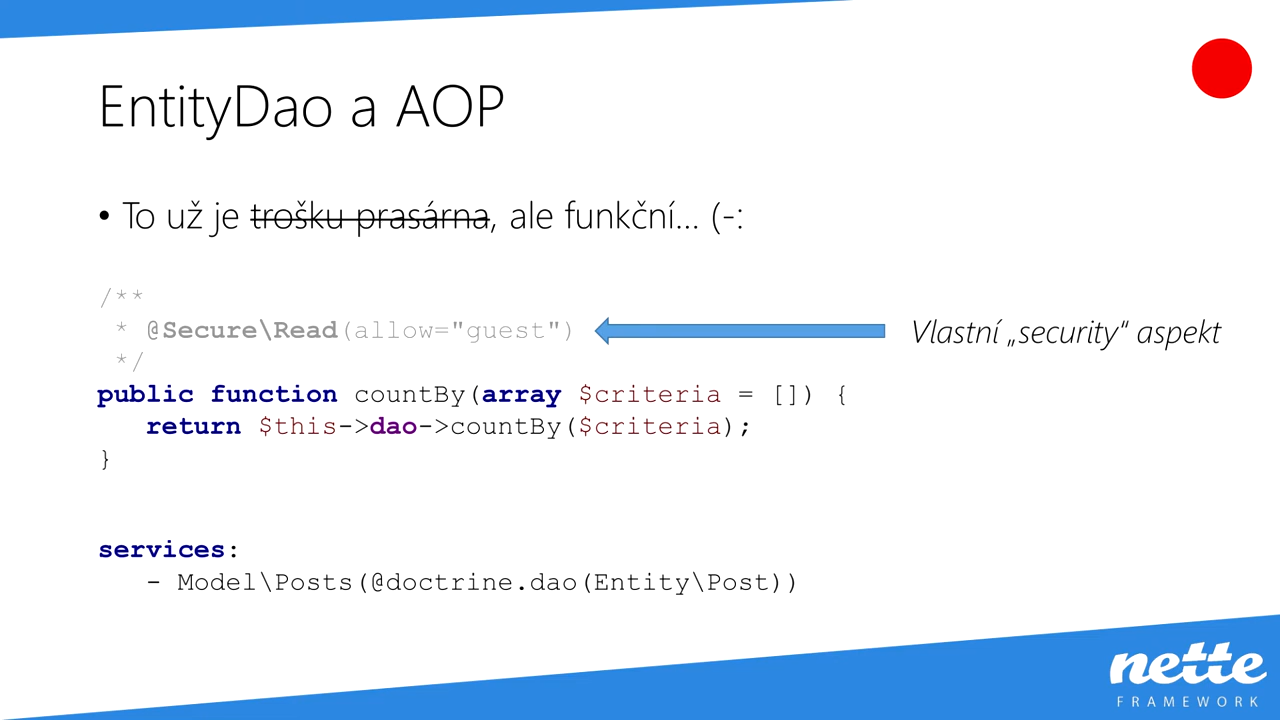 EntityDao a AOP
• To už je trošku prasárna, ale funkční... (-:
/**
 * @Secure\Read(allow="guest")
Vlastní „security“ aspekt
 */
public function countBy(array $criteria = []) {
   return $this->dao->countBy($criteria);
}
services:
   - Model\Posts(@doctrine.dao(Entity\Post))
nette
FRAMEWORK